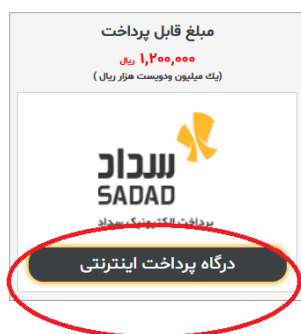 مبلغ قابل پرداخت
۱,۲۰۰,۰۰۰ ریال
(یك میلیون ودویست هزار ریال )
سداد
SADAD
پرداخت الکترونیک سداد
درگاه پرداخت اینترنتی